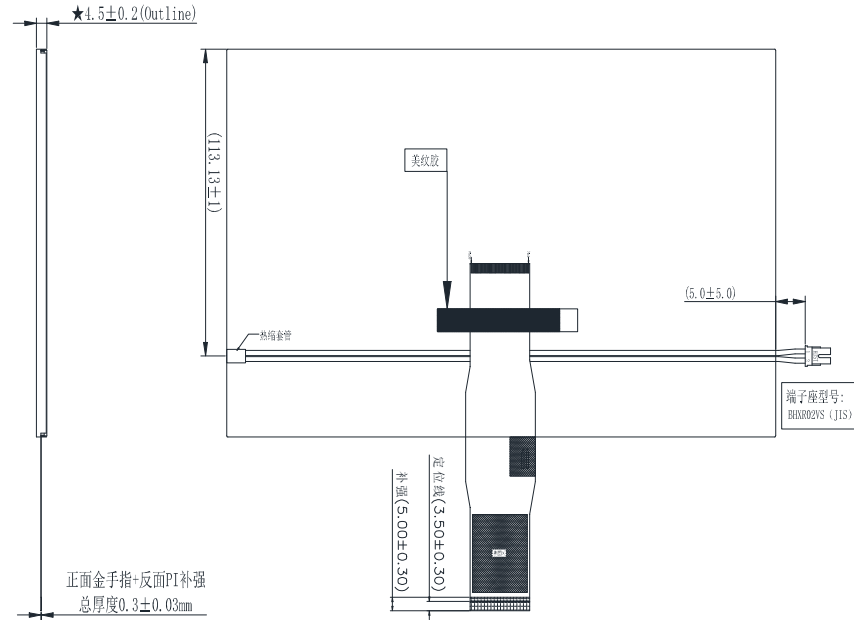 ★4.5±0.2(Outline)
(113.13±1)
美纹胶
(5.0±5.0)
热缩套管
端子座型号:
BHXR02VS (JIS)
定位线(3.50±0.30)
补强(5.00±0.30)
正面金手指+反面PI补强
总厚度0.3±0.03mm